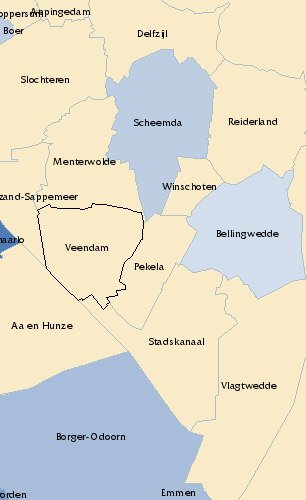 Appingedam
oppersum
Boer
Delfzijl
Slochteren
Scheemda
Reiderland
Menterwolde
Winschoten
zand-Sappemeer
Bellingwedde
haarlo
Veendam
Pekela
Aa en Hunze
Stadskanaal
Vlagtwedde
Borger-Odoorn
Emmen
orden